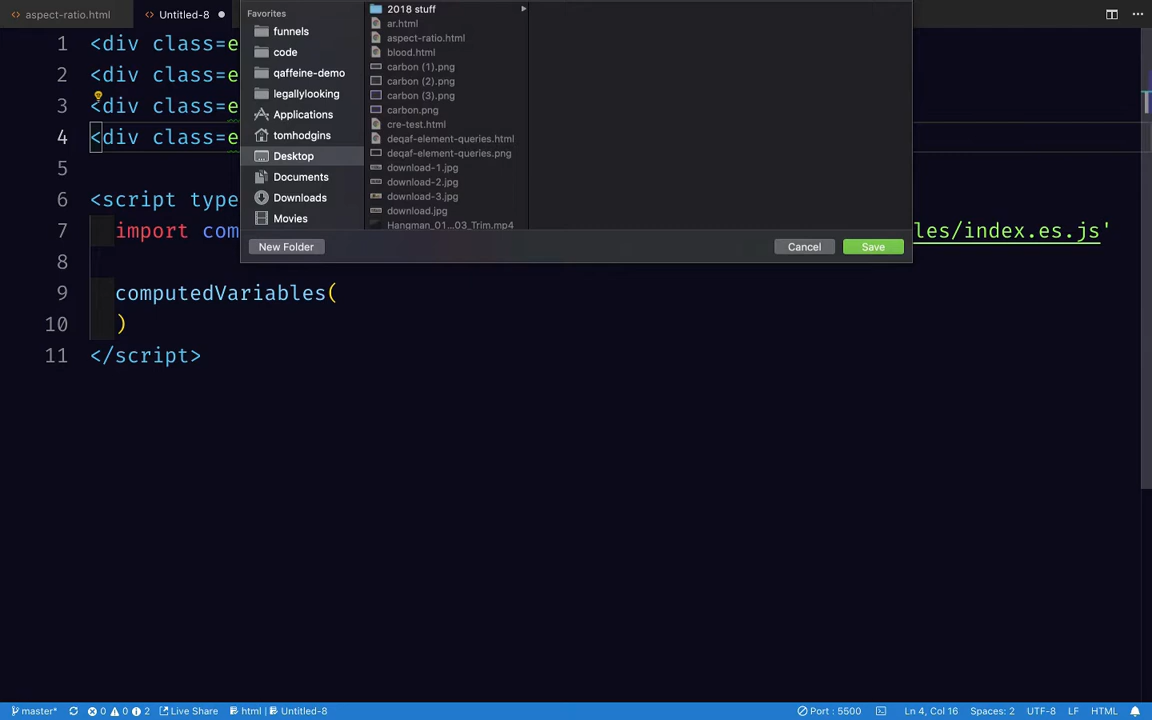 aspect-ratio.html
Untitled-8
Favorites
funnels
code
qaffeine-demo
legallylooking
Applications
tomhodgins
Desktop
Documents
Downloads
Movies
2018 stuff
ar.html
aspect-ratio.html
blood.html
carbon (1).png
carbon (2).png
carbon (3).png
carbon.png
cre-test.html
deqaf-element-queries.html
deqaf-element-queries.png
download-1.jpg
download-2.jpg
download-3.jpg
download.jpg
Hangman_01...03_Trim.mp4
New Folder
Cancel
Save
1 <div class=e
2 <div class=e
3 <div class=e
4 <div class=e
5
6 <script type
7 import com les/index.es.js'
8
9 computedVariables(
10 )
11 </script>
master* 0 0 2 Live Share html | Untitled-8 Port : 5500 Ln 4, Col 16 Spaces: 2 UTF-8 LF HTML